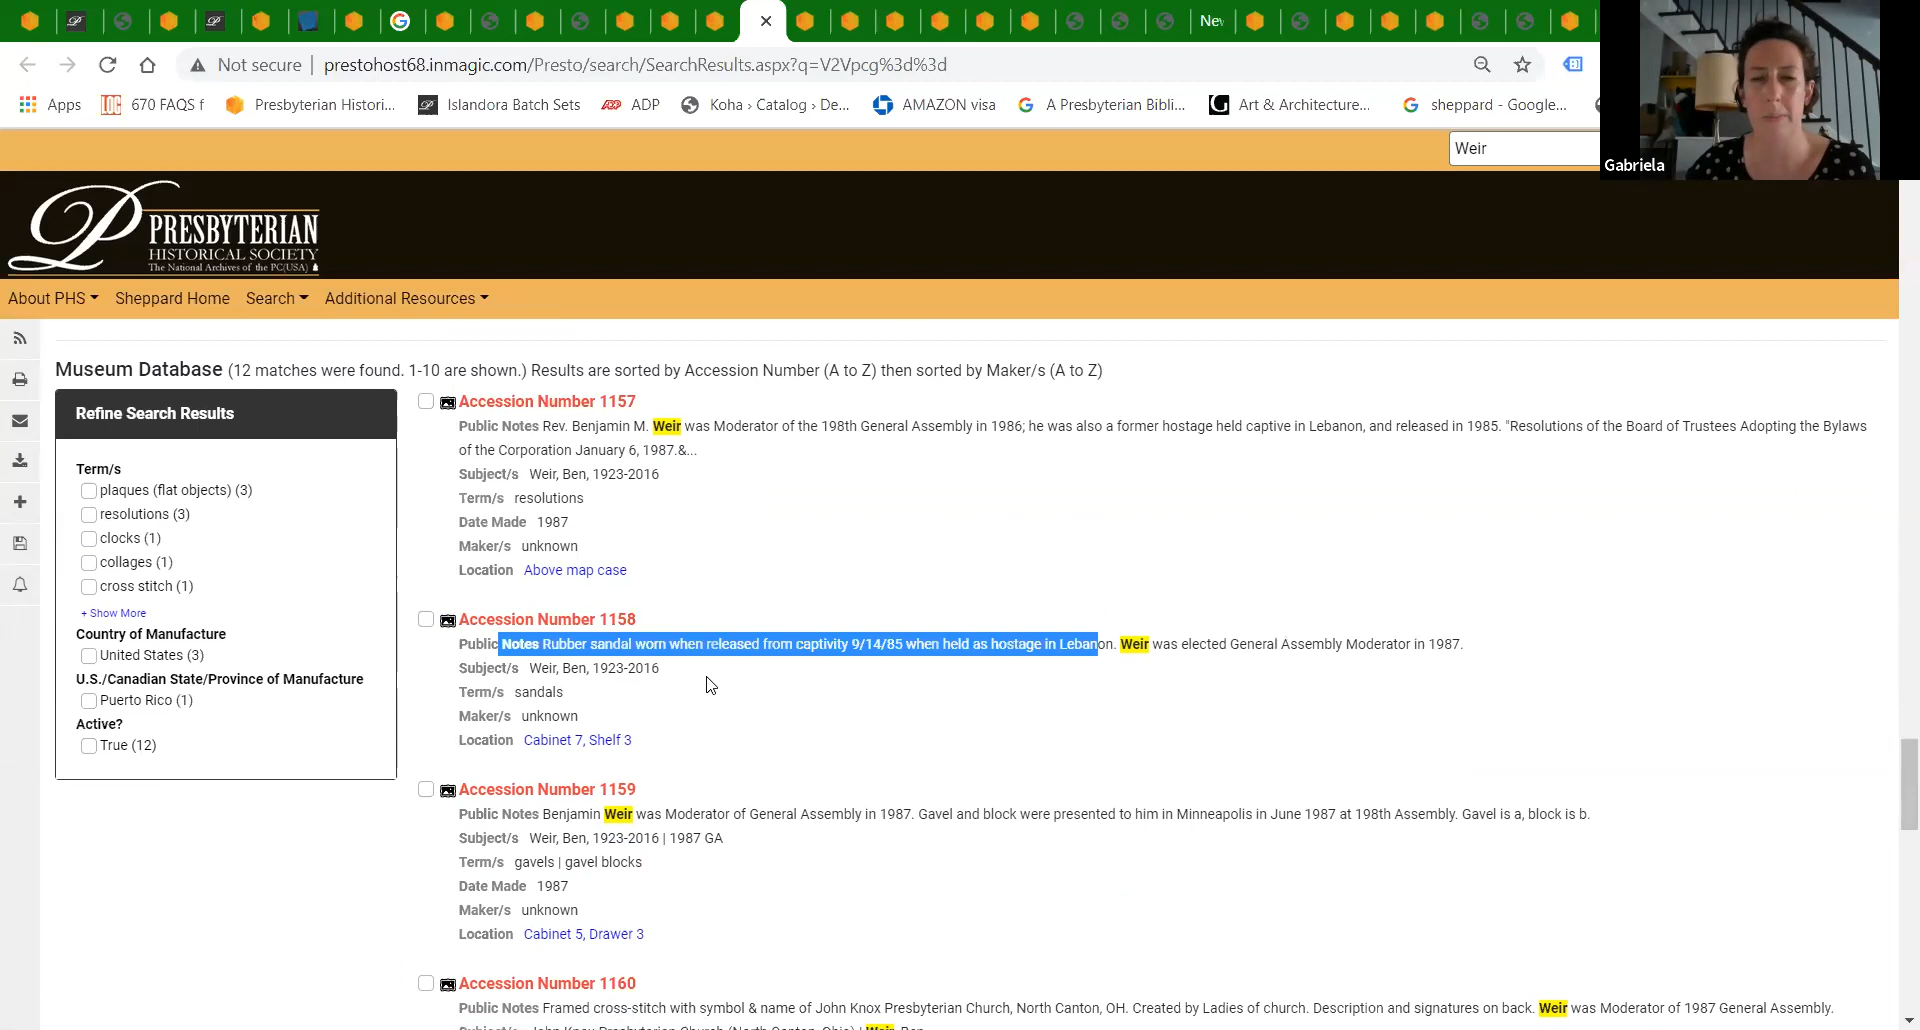 New
Not secure | prestohost68.inmagic.com/Presto/search/SearchResults.aspx?q=V2Vpcg%3d%3d
Apps 670 FAQS f Presbyterian Histori... Islandora Batch Sets ADP Koha › Catalog › De... AMAZON visa A Presbyterian Bibli... Art & Architecture... sheppard - Google...
Weir
Gabriela
PRESBYTERIAN
HISTORICAL SOCIETY
The National Archives of the PC(USA)
About PHS Sheppard Home Search Additional Resources
Museum Database (12 matches were found. 1-10 are shown.) Results are sorted by Accession Number (A to Z) then sorted by Maker/s (A to Z)
Refine Search Results
Term/s
plaques (flat objects) (3)
resolutions (3)
clocks (1)
collages (1)
cross stitch (1)
+ Show More
Country of Manufacture
United States (3)
U.S./Canadian State/Province of Manufacture
Puerto Rico (1)
Active?
True (12)
Accession Number 1157
Public Notes Rev. Benjamin M. Weir was Moderator of the 198th General Assembly in 1986; he was also a former hostage held captive in Lebanon, and released in 1985. "Resolutions of the Board of Trustees Adopting the Bylaws
of the Corporation January 6, 1987.&...
Subject/s Weir, Ben, 1923-2016
Term/s resolutions
Date Made 1987
Maker/s unknown
Location Above map case
Accession Number 1158
Public Notes Rubber sandal worn when released from captivity 9/14/85 when held as hostage in Lebanon. Weir was elected General Assembly Moderator in 1987.
Subject/s Weir, Ben, 1923-2016
Term/s sandals
Maker/s unknown
Location Cabinet 7, Shelf 3
Accession Number 1159
Public Notes Benjamin Weir was Moderator of General Assembly in 1987. Gavel and block were presented to him in Minneapolis in June 1987 at 198th Assembly. Gavel is a, block is b.
Subject/s Weir, Ben, 1923-2016 | 1987 GA
Term/s gavels | gavel blocks
Date Made 1987
Maker/s unknown
Location Cabinet 5, Drawer 3
Accession Number 1160
Public Notes Framed cross-stitch with symbol & name of John Knox Presbyterian Church, North Canton, OH. Created by Ladies of church. Description and signatures on back. Weir was Moderator of 1987 General Assembly.
Subject/s John Knox Presbyterian Church (North Canton, Ohio) | Weir, Ben